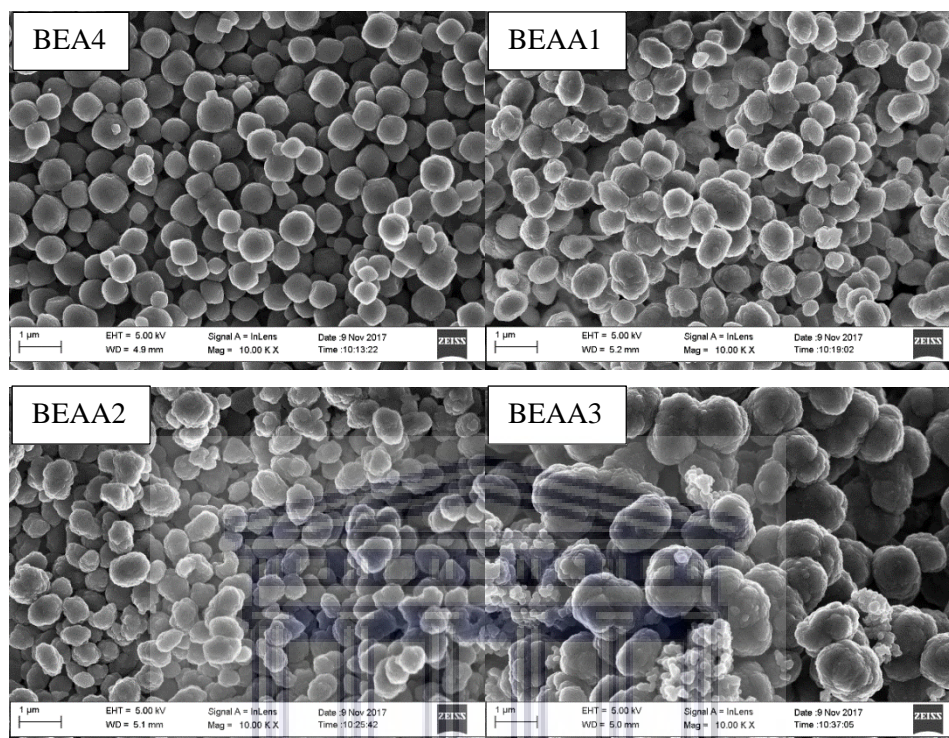 BEA4
BEAA1
1 µm EHT = 5.00 kV Signal A = InLens Date :9 Nov 2017 ZEISS
WD = 4.9 mm Mag = 10.00 K X Time :10:13:22
1 µm EHT = 5.00 kV Signal A = InLens Date :9 Nov 2017 ZEISS
WD = 5.2 mm Mag = 10.00 K X Time :10:19:02
BEAA2
BEAA3
1 µm EHT = 5.00 kV Signal A = InLens Date :9 Nov 2017 ZEISS
WD = 5.1 mm Mag = 10.00 K X Time :10:25:42
1 µm EHT = 5.00 kV Signal A = InLens Date :9 Nov 2017 ZEISS
WD = 5.0 mm Mag = 10.00 K X Time :10:37:05